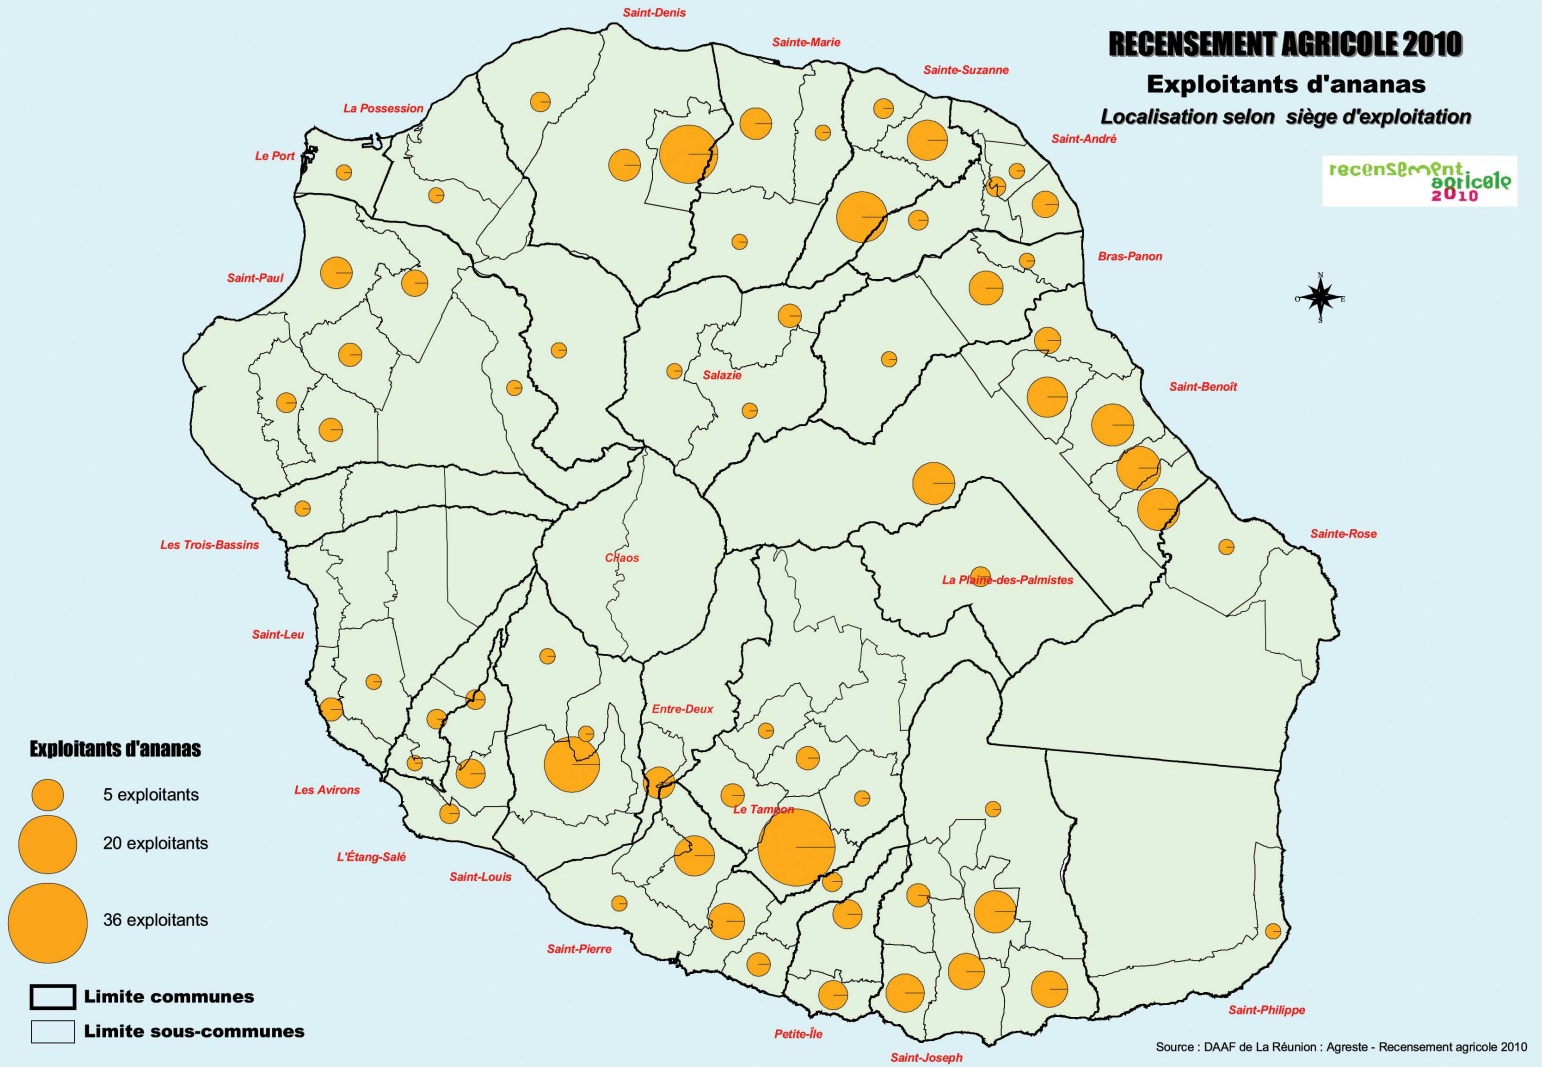 Saint-Denis
Sainte-Marie
RECENSEMENT AGRICOLE 2010
Exploitants d'ananas
Localisation selon siège d'exploitation
Sainte-Suzanne
La Possession
Saint-André
Le Port
recensement
agricole
2010
Saint-Paul
Bras-Panon
N
O
E
S
Salazie
Saint-Benoît
Les Trois-Bassins
Sainte-Rose
Cilaos
La Plaine-des-Palmistes
Saint-Leu
Entre-Deux
Exploitants d'ananas
5 exploitants
20 exploitants
36 exploitants
Les Avirons
Le Tampon
L'Étang-Salé
Saint-Louis
Saint-Pierre
Limite communes
Limite sous-communes
Saint-Philippe
Petite-Île
Saint-Joseph
Source : DAAF de La Réunion : Agreste - Recensement agricole 2010